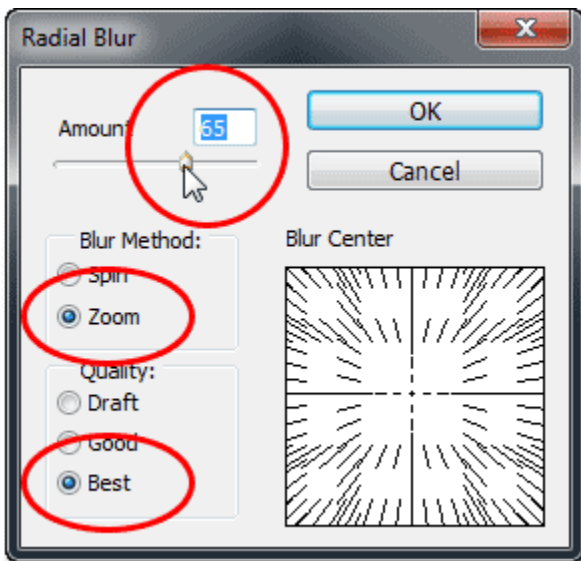 Radial Blur
Amount
65
OK
Cancel
Blur Method:
Spin
Zoom
Quality:
Draft
Good
Best
Blur Center